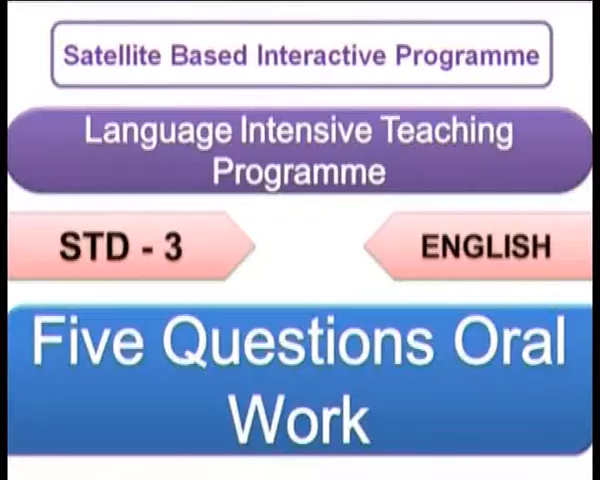 Satellite Based Interactive Programme
Language Intensive Teaching
Programme
STD - 3
ENGLISH
Five Questions Oral
Work